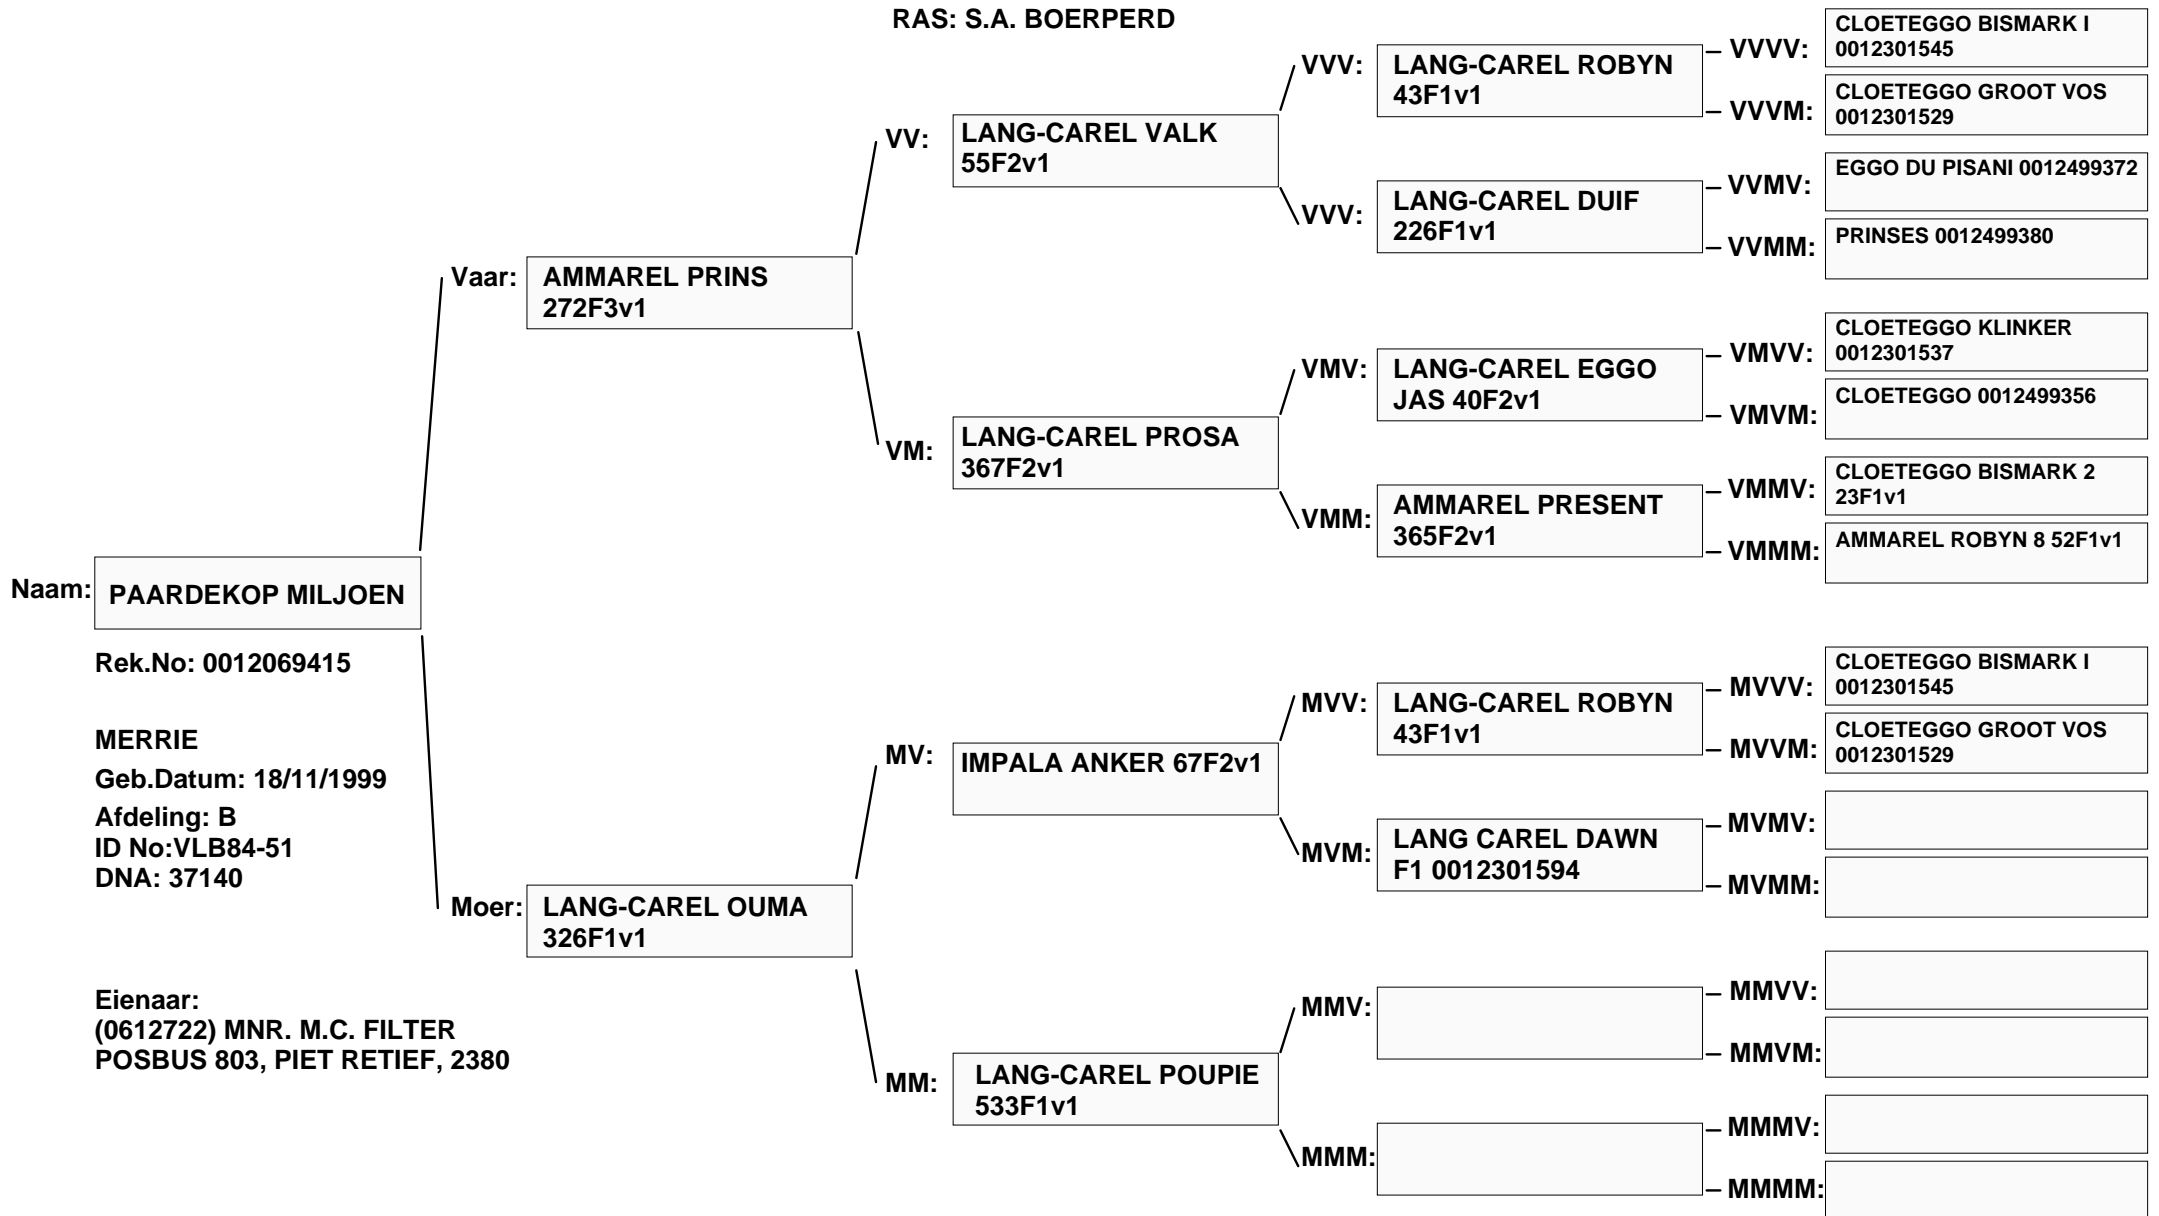 RAS: S.A. BOERPERD
Naam:
PAARDEKOP MILJOEN
Rek.No: 0012069415
MERRIE
Geb.Datum: 18/11/1999
Afdeling: B
ID No:VLB84-51
DNA: 37140
Eienaar:
(0612722) MNR. M.C. FILTER
POSBUS 803, PIET RETIEF, 2380
Vaar:
AMMAREL PRINS
272F3v1
Moer:
LANG-CAREL OUMA
326F1v1
VV:
LANG-CAREL VALK
55F2v1
VM:
LANG-CAREL PROSA
367F2v1
MV:
IMPALA ANKER 67F2v1
MM:
LANG-CAREL POUPIE
533F1v1
VVV:
LANG-CAREL ROBYN
43F1v1
VVV:
LANG-CAREL DUIF
226F1v1
VMV:
LANG-CAREL EGGO
JAS 40F2v1
VMM:
AMMAREL PRESENT
365F2v1
MVV:
LANG-CAREL ROBYN
43F1v1
MVM:
LANG CAREL DAWN
F1 0012301594
MMV:
MMM:
VVVV:
CLOETEGGO BISMARK I
0012301545
VVVM:
CLOETEGGO GROOT VOS
0012301529
VVMV:
EGGO DU PISANI 0012499372
VVMM:
PRINSES 0012499380
VMVV:
CLOETEGGO KLINKER
0012301537
VMVM:
CLOETEGGO 0012499356
VMMV:
CLOETEGGO BISMARK 2
23F1v1
VMMM:
AMMAREL ROBYN 8 52F1v1
MVVV:
CLOETEGGO BISMARK I
0012301545
MVVM:
CLOETEGGO GROOT VOS
0012301529
MVMV:
MVMM:
MMVV:
MMVM:
MMMV:
MMMM: